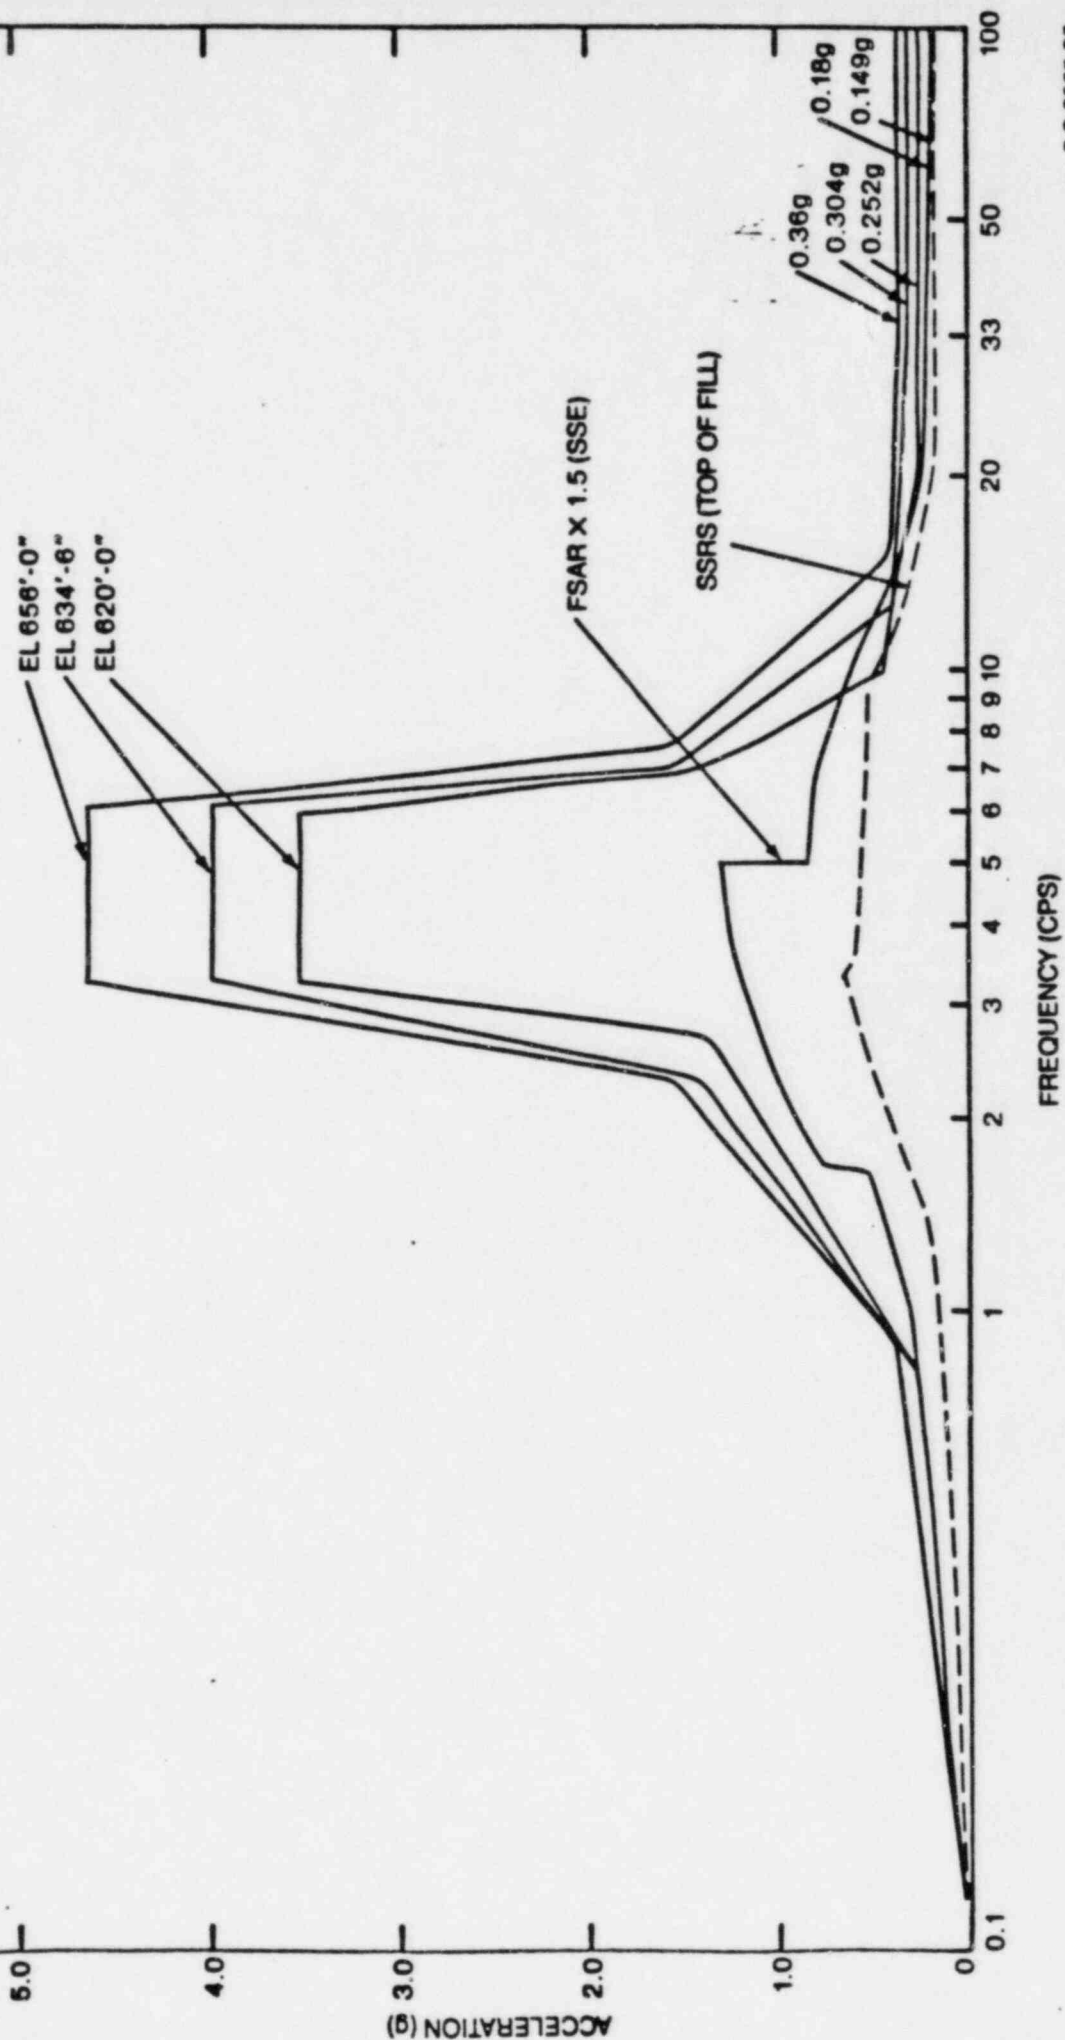 EL 656'-0"
EL 634'-6"
EL 620'-0"
FSAR X 1.5 (SSE)
SSRS (TOP OF FILL)
0.36g
0.304g
0.252g
0.18g
0.149g
ACCELERATION (g)
5.0
4.0
3.0
2.0
1.0
0
0.1
1
2
3
4
5
6
7
8
9
10
20
33
50
100
FREQUENCY (CPS)